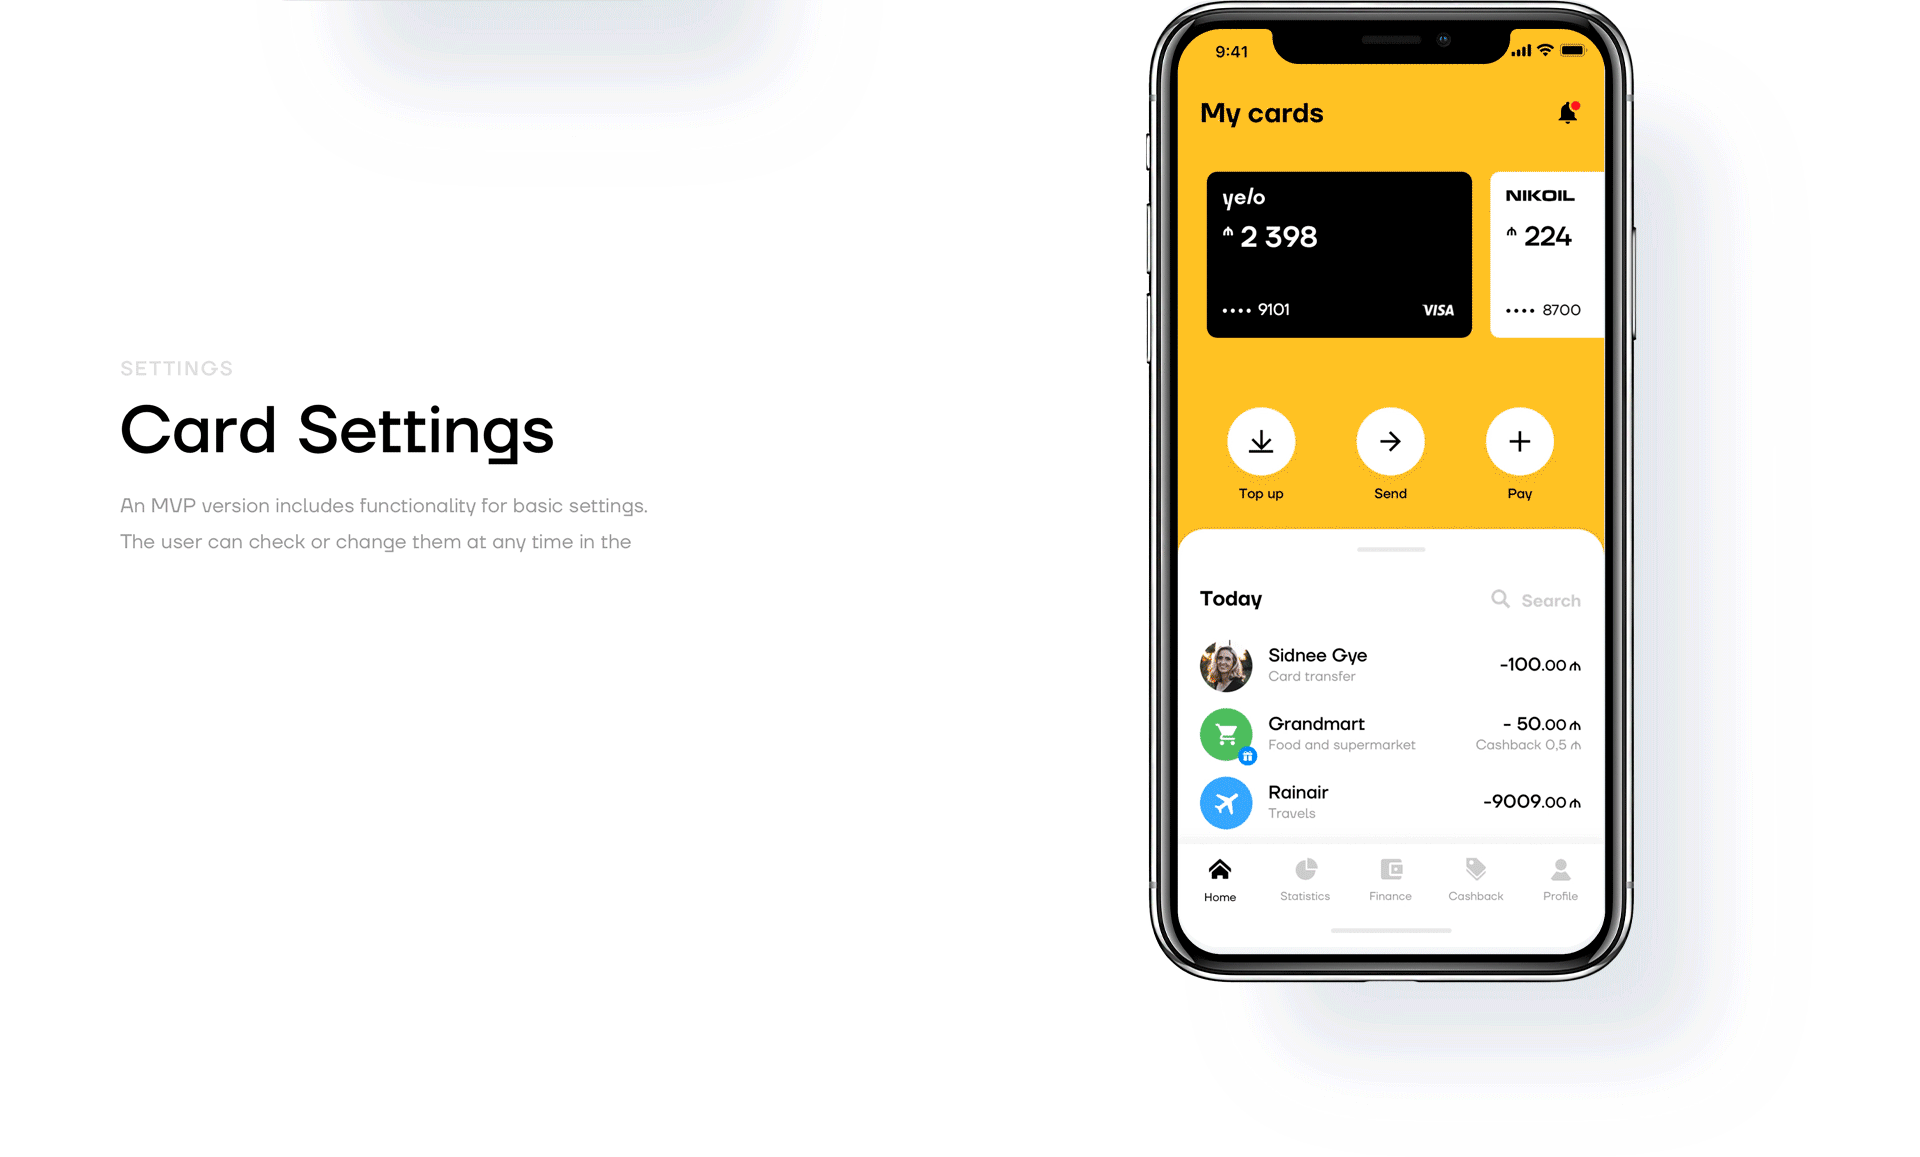 SETTINGS
Card Settings
An MVP version includes functionality for basic settings.
The user can check or change them at any time in the
9:41
My cards
yelo
₼ 2 398
•••• 9101
VISA
NIKOIL
₼ 224
•••• 8700
Top up
Send
Pay
Today
Search
Sidnee Gye
Card transfer
-100.00 ₼
Grandmart
Food and supermarket
- 50.00 ₼
Cashback 0,5 ₼
Rainair
Travels
-9009.00 ₼
Home
Statistics
Finance
Cashback
Profile